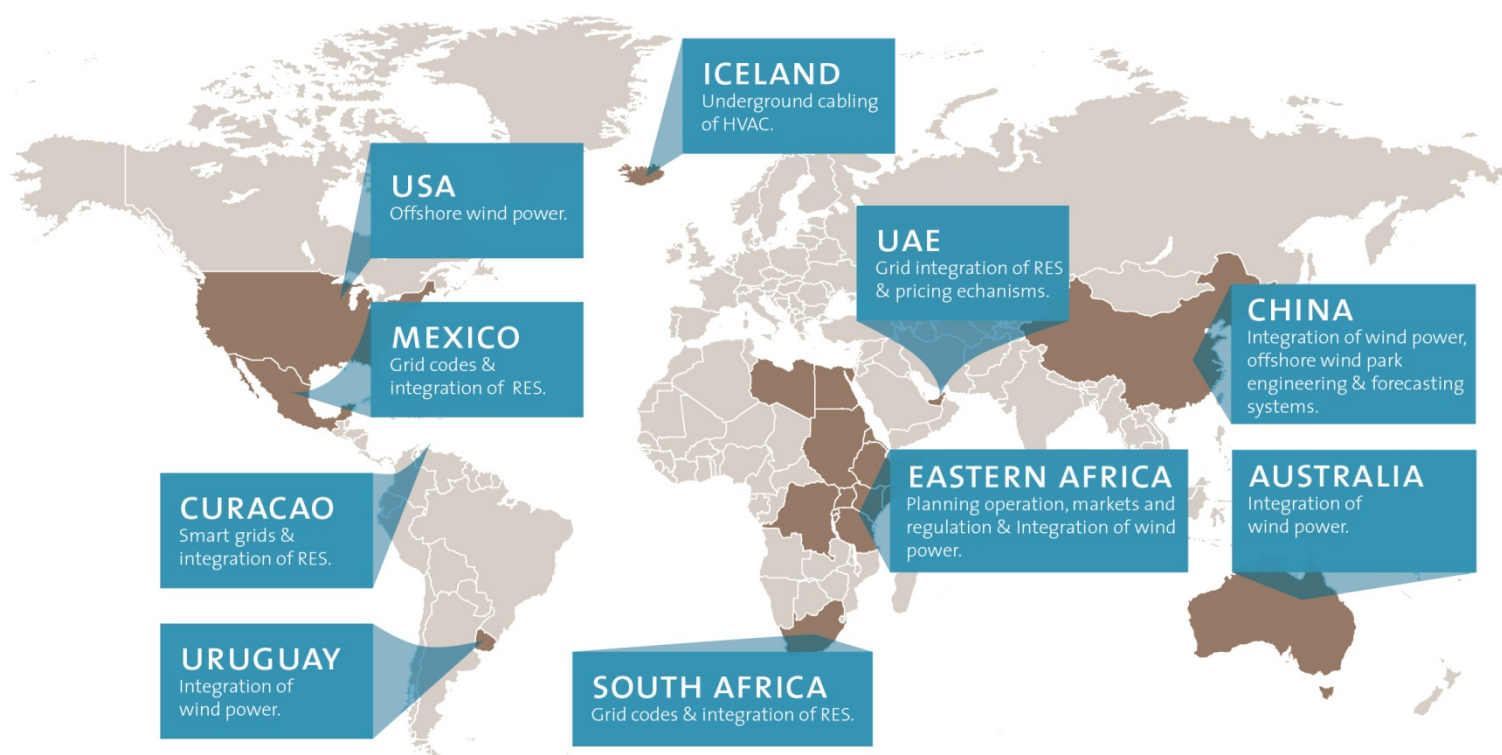 ICELAND
Underground cabling
of HVAC.
USA
Offshore wind power.
UAE
Grid integration of RES
& pricing echanisms.
CHINA
Integration of wind power,
offshore wind park
engineering & forecasting
systems.
MEXICO
Grid codes &
integration of RES.
CURACAO
Smart grids &
integration of RES.
EASTERN AFRICA
Planning operation, markets and
regulation & Integration of wind
power.
AUSTRALIA
Integration of
wind power.
URUGUAY
Integration of
wind power.
SOUTH AFRICA
Grid codes & integration of RES.